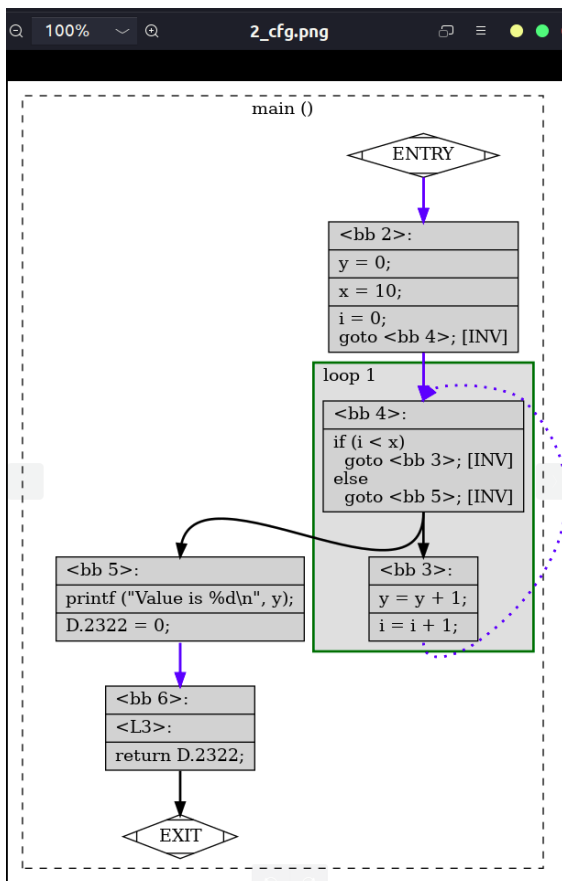 100%
2_cfg.png
main ()
ENTRY
<bb 2>:
y = 0;
x = 10;
i = 0;
goto <bb 4>; [INV]
loop 1
<bb 4>:
if (i < x)
goto <bb 3>; [INV]
else
goto <bb 5>; [INV]
<bb 5>:
printf ("Value is %d\n", y);
D.2322 = 0;
<bb 3>:
y = y + 1;
i = i + 1;
<bb 6>:
<L3>:
return D.2322;
EXIT